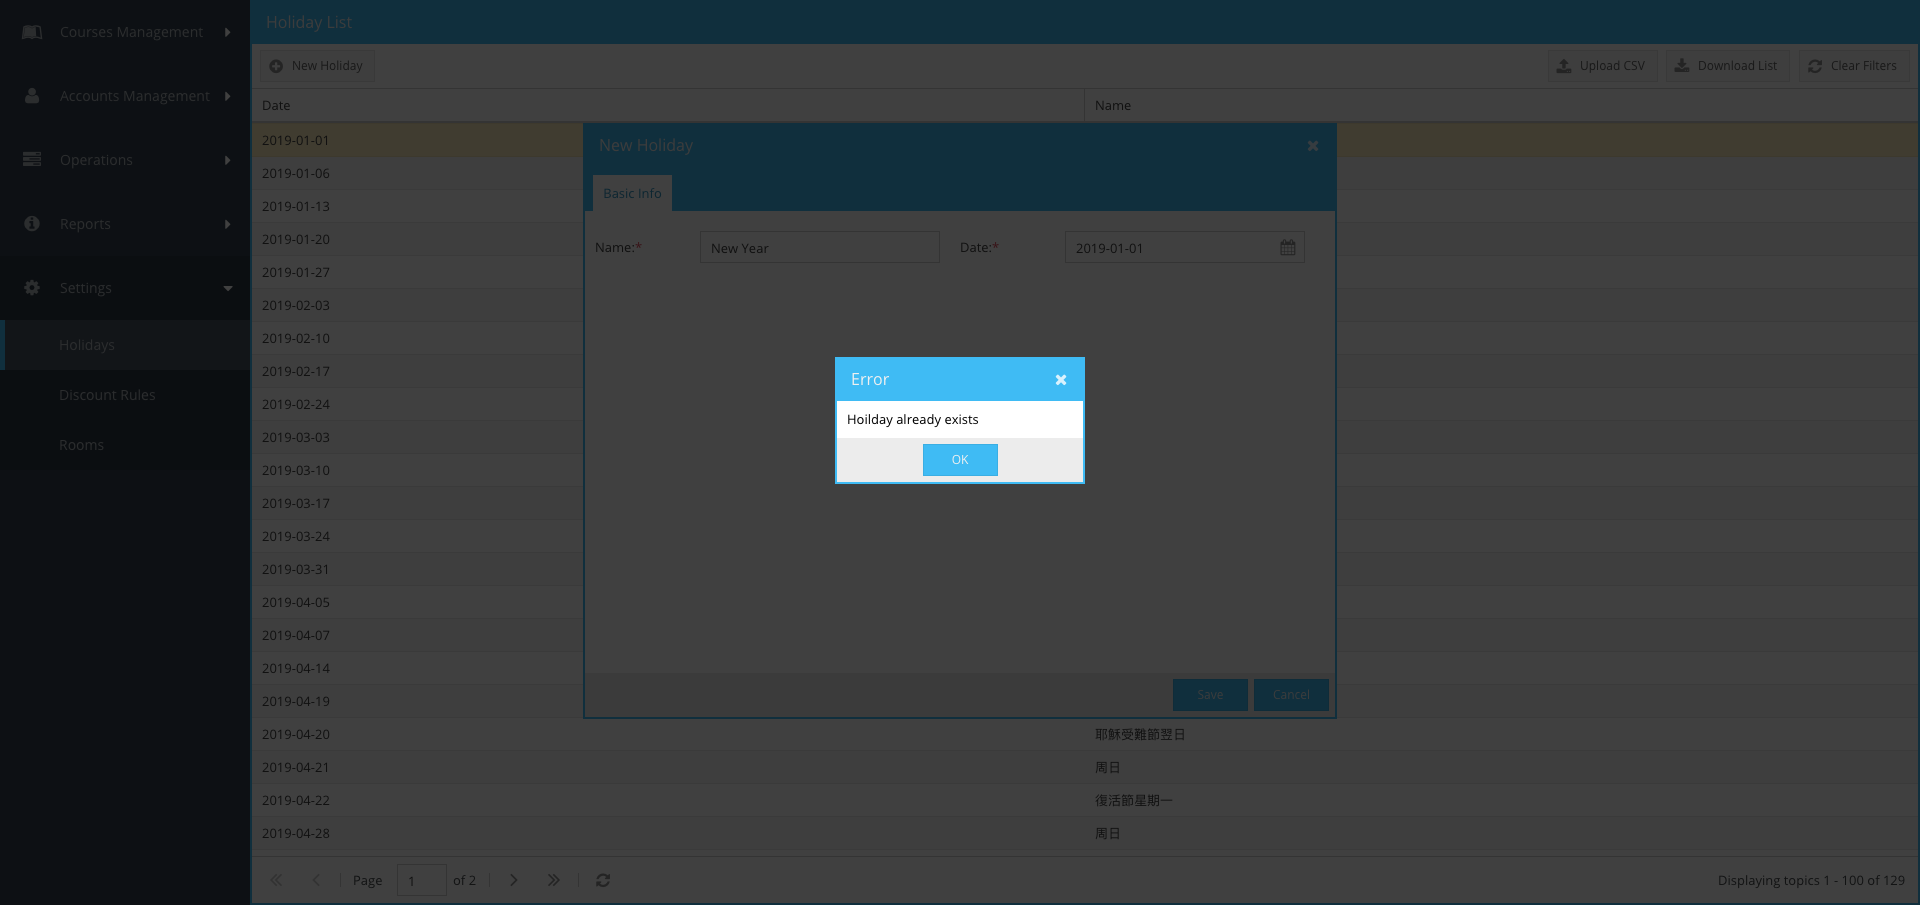 Courses Management
Accounts Management
Operations
Reports
Settings
Holidays
Discount Rules
Rooms
Holiday List
New Holiday
Upload CSV
Download List
Clear Filters
Date
Name
2019-01-01
2019-01-06
2019-01-13
2019-01-20
2019-01-27
2019-02-03
2019-02-10
2019-02-17
2019-02-24
2019-03-03
2019-03-10
2019-03-17
2019-03-24
2019-03-31
2019-04-05
2019-04-07
2019-04-14
2019-04-19
2019-04-20 耶穌受難節翌日
2019-04-21 周日
2019-04-22 復活節星期一
2019-04-28 周日
New Holiday
Basic Info
Name:* New Year
Date:* 2019-01-01
Save
Cancel
Error
Hoilday already exists
OK
Page 1 of 2
Displaying topics 1 - 100 of 129